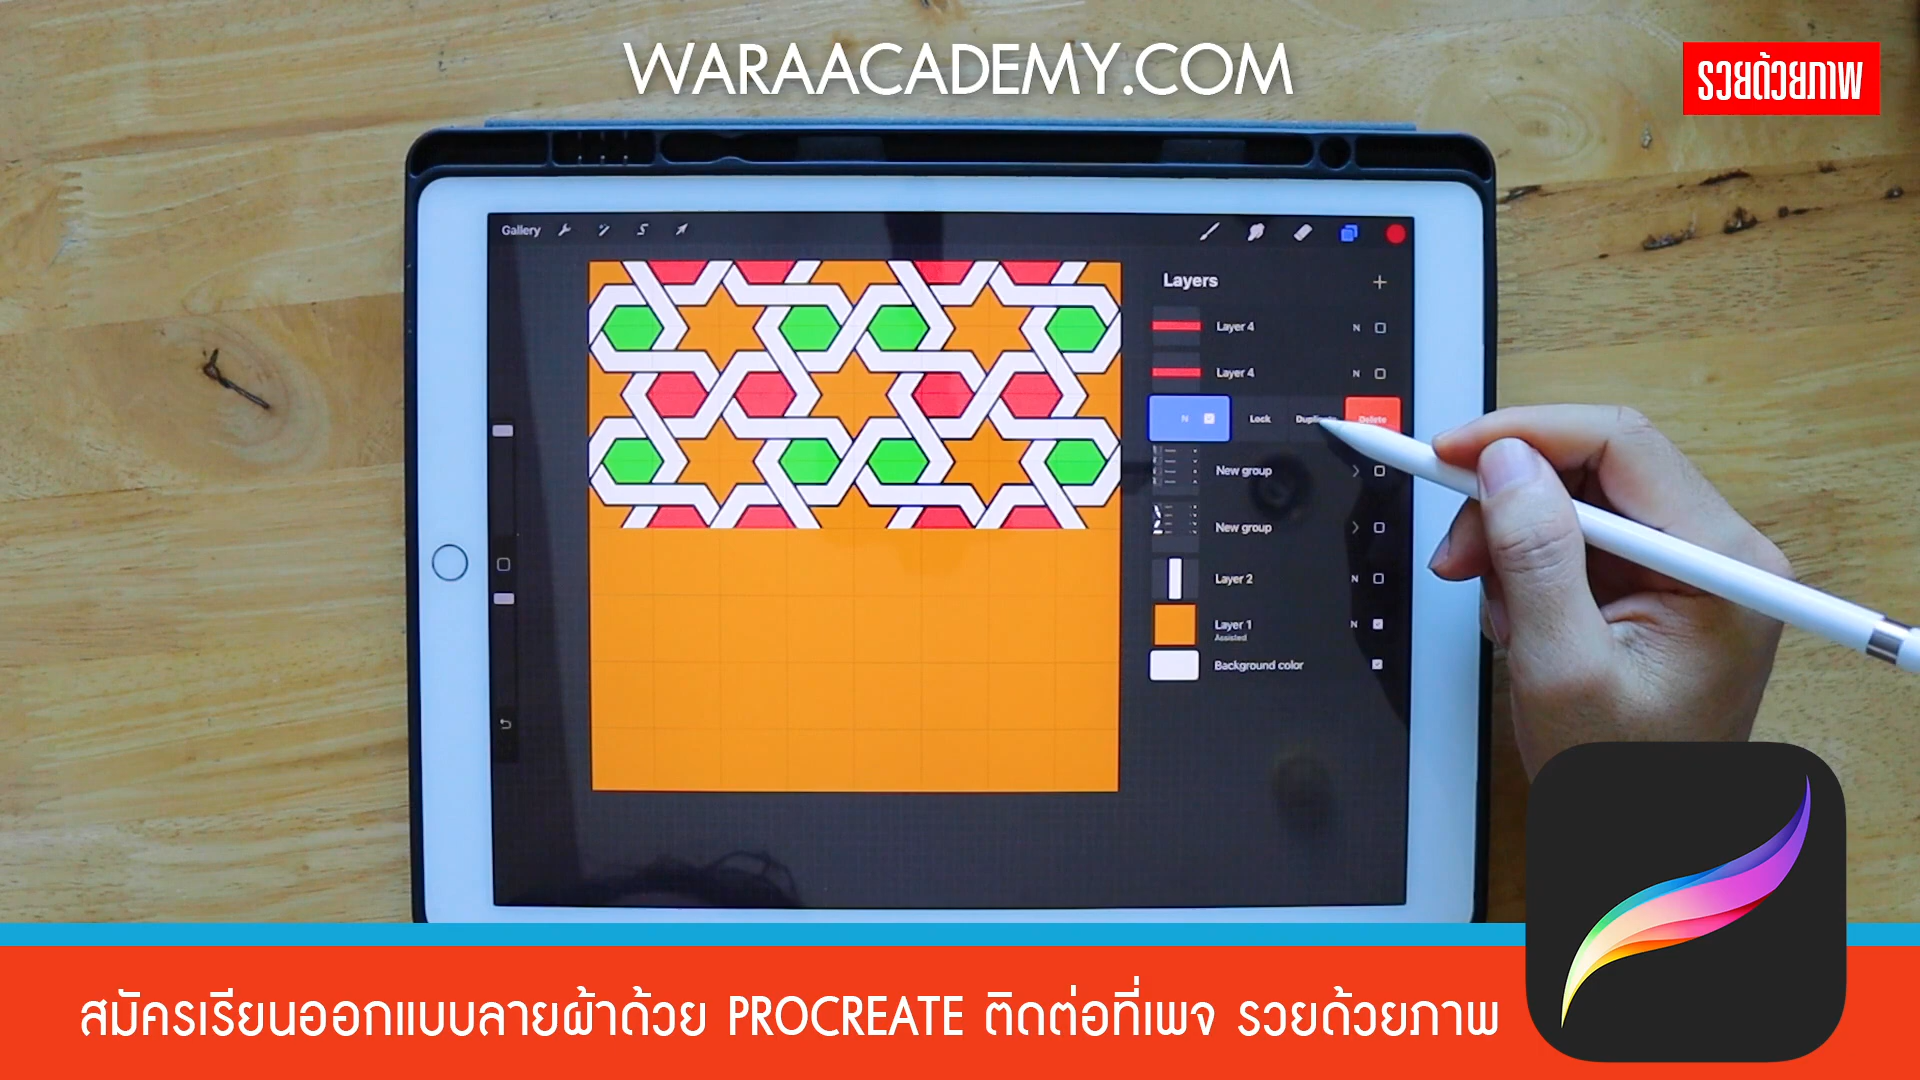 WARAACADEMY.COM
รวยด้วยภาพ
Gallery
Layers
Layer 4
N
Layer 4
N
N
Lock
Duplicate
Delete
New group
New group
Layer 2
N
Layer 1
N
Assisted
Background color
สมัครเรียนออกแบบลายผ้าด้วย PROCREATE ติดต่อที่เพจ รวยด้วยภาพ